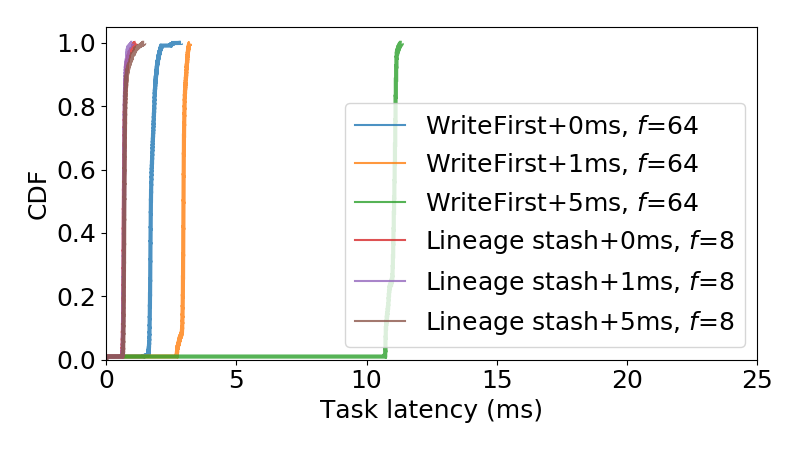 1.0
0.8
0.6
0.4
0.2
0.0
CDF
WriteFirst+0ms, f=64
WriteFirst+1ms, f=64
WriteFirst+5ms, f=64
Lineage stash+0ms, f=8
Lineage stash+1ms, f=8
Lineage stash+5ms, f=8
0 5 10 15 20 25
Task latency (ms)